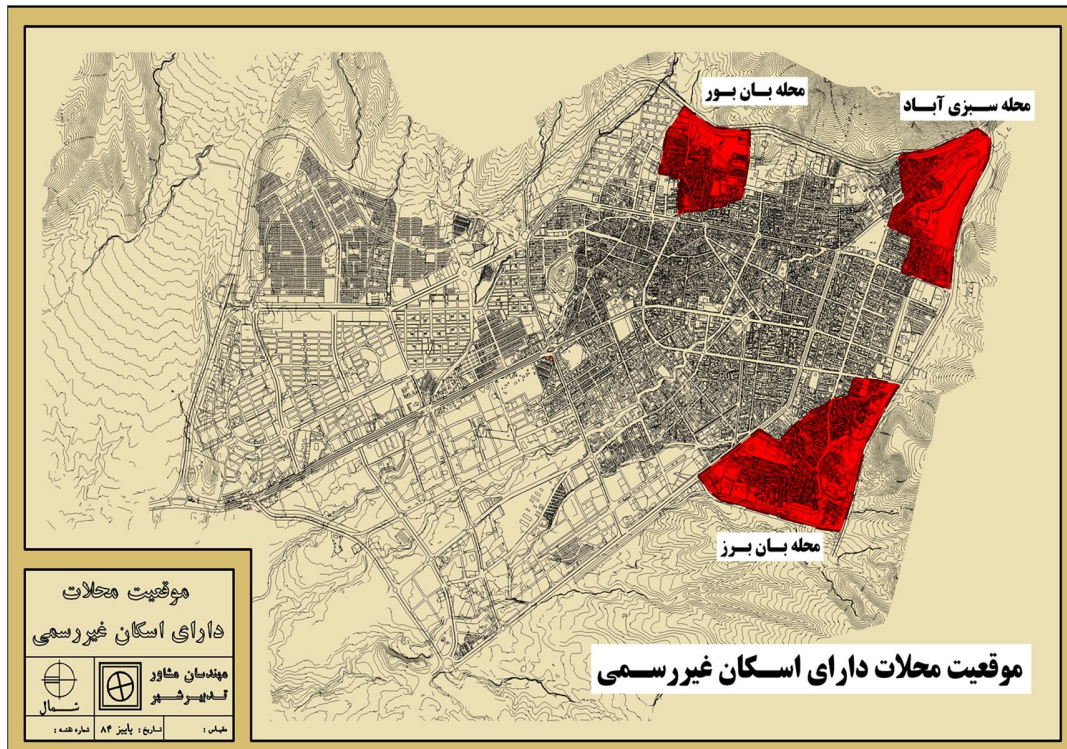 محله بان بور
محله سبزی آباد
محله بان برز
موقعیت محلات دارای اسکان غیررسمی
موقعیت محلات
دارای اسکان غیررسمی
مهندسان مشاور
تدبیر شهر
شمال
مقیاس :
تاریخ : پاییز ۸۴
شماره نقشه :